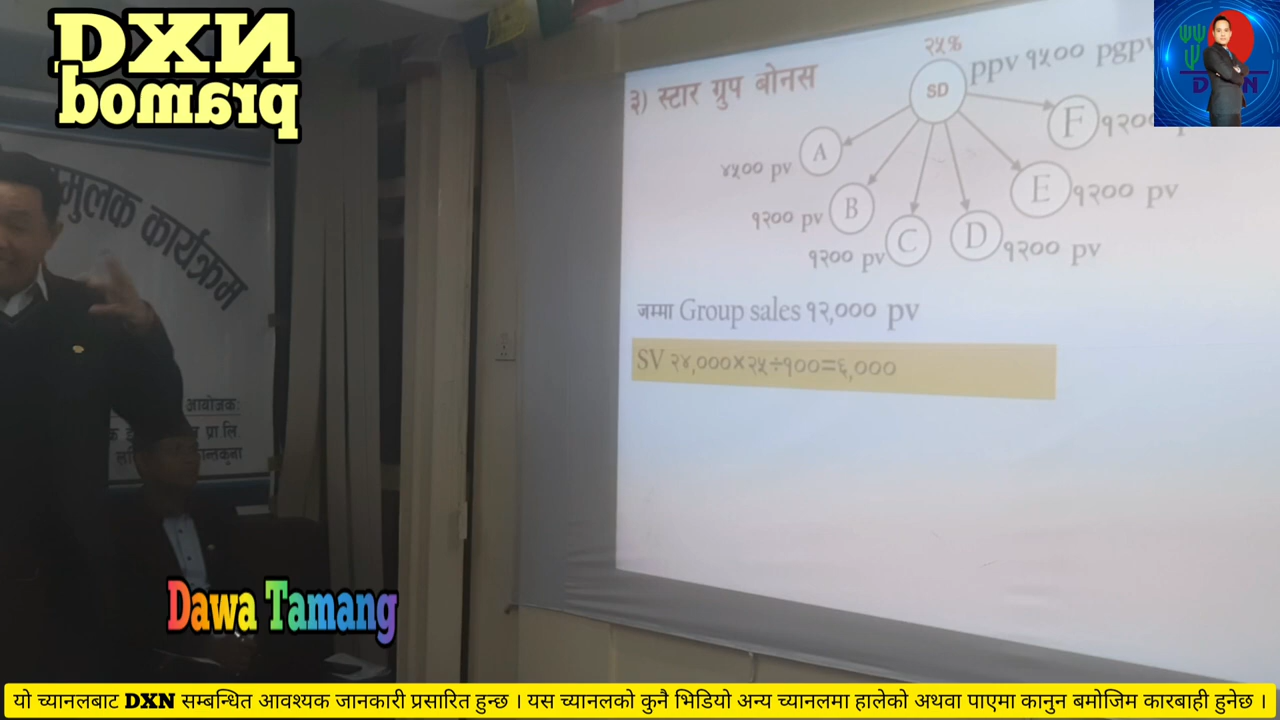 DXN
pramod
मुलक कार्यक्रम
आयोजकः
प्रा लि
३) स्टार ग्रुप बोनस
२५%
SD
ppv १५०० pgpv
A
४५०० pv
B
१२०० pv
C
१२०० pv
D
१२०० pv
E
१२०० pv
F
१२००
जम्मा Group sales १२,००० pv
SV २४,०००×२५÷१००=६,०००
DXN
Dawa Tamang
यो च्यानलबाट DXN सम्बन्धित आवश्यक जानकारी प्रसारित हुन्छ । यस च्यानलको कुनै भिडियो अन्य च्यानलमा हालेको अथवा पाएमा कानुन बमोजिम कारबाही हुनेछ ।